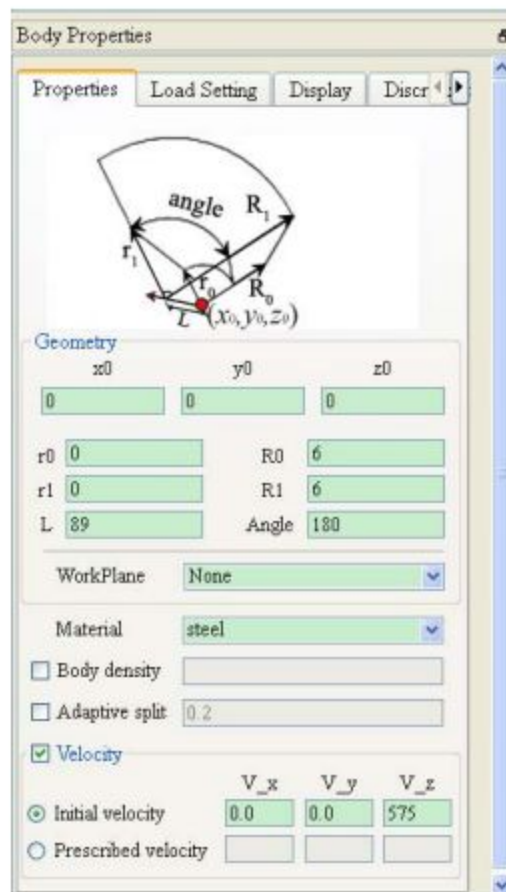 Body Properties
Properties Load Setting Display Discr
angle R1
r1 r0 R0
L (x0,y0,z0)
Geometry
x0 y0 z0
0 0 0
r0 0 R0 6
r1 0 R1 6
L 89 Angle 180
WorkPlane None
Material steel
Body density
Adaptive split 0.2
Velocity
V_x V_y V_z
Initial velocity 0.0 0.0 575
Prescribed velocity